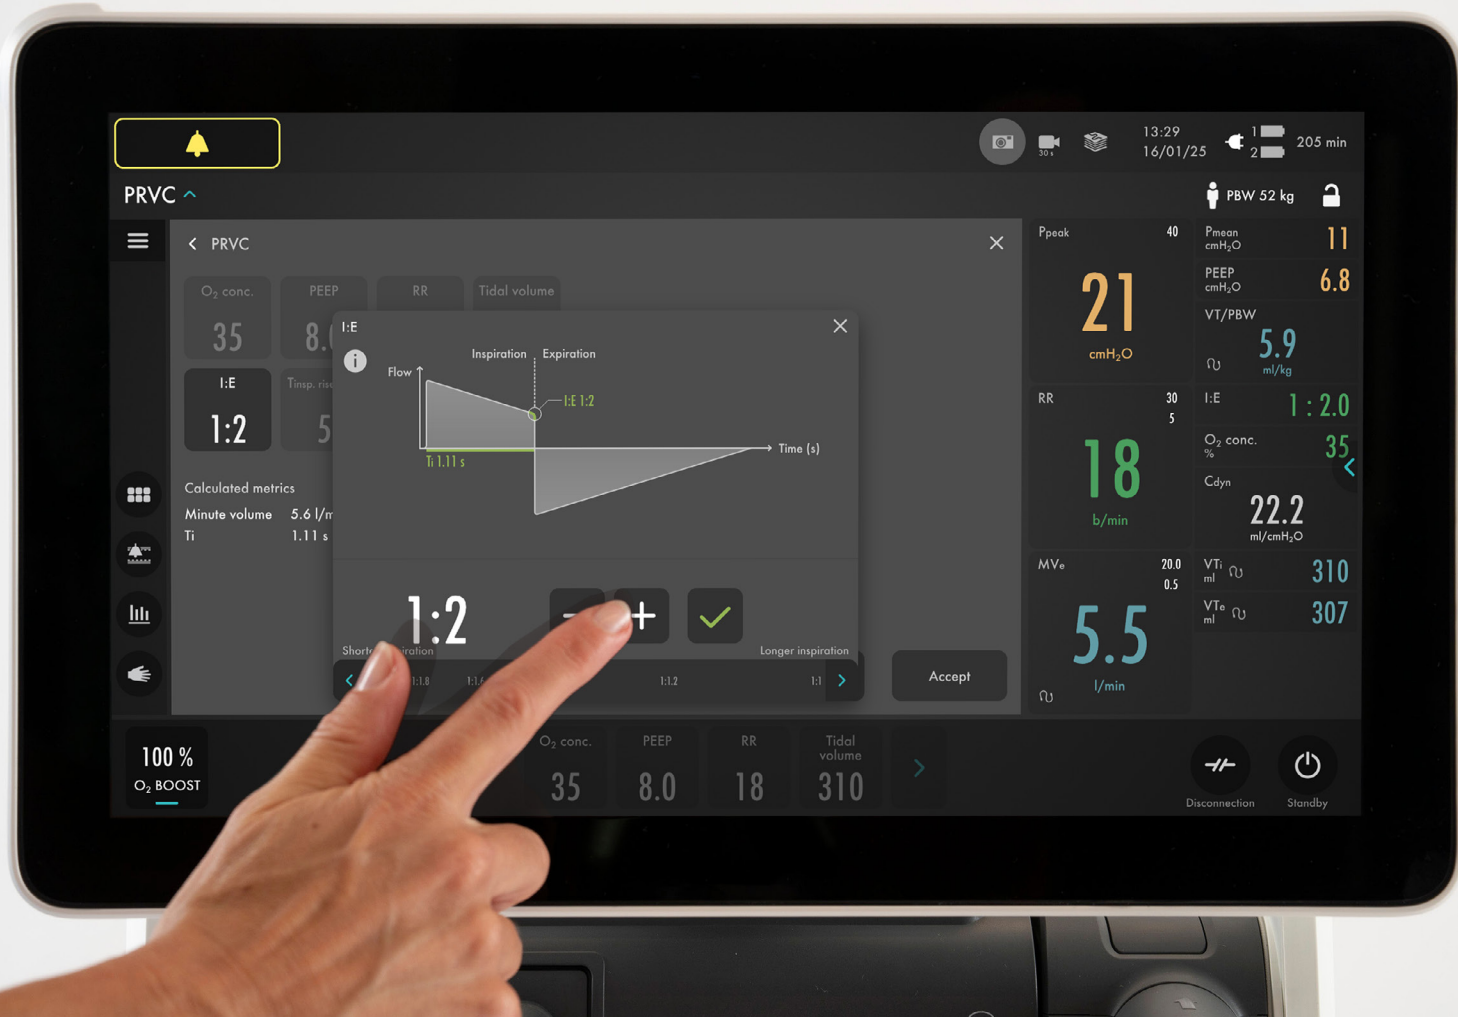 13:29
16/01/25
1
2
205 min
30 s
PRVC
PBW 52 kg
PRVC
O₂ conc.
PEEP
RR
Tidal volume
35
8.0
I:E
1:2
Tinsp. rise
5
Calculated metrics
Minute volume 5.6 l/m
Ti 1.11 s
I:E
i
Inspiration
Expiration
Flow
I:E 1:2
Ti 1.11 s
Time (s)
1:2
Longer inspiration
1:1.8
1:1.2
1:1
Accept
Ppeak
40
21
cmH₂O
RR
30
5
18
b/min
MVe
20.0
0.5
5.5
l/min
Pmean
cmH₂O
11
PEEP
cmH₂O
6.8
VT/PBW
5.9
ml/kg
I:E
1 : 2.0
O₂ conc.
%
35
Cdyn
22.2
ml/cmH₂O
VTi
ml
310
VTe
ml
307
100 %
O₂ BOOST
O₂ conc.
35
PEEP
8.0
RR
18
Tidal
volume
310
Disconnection
Standby